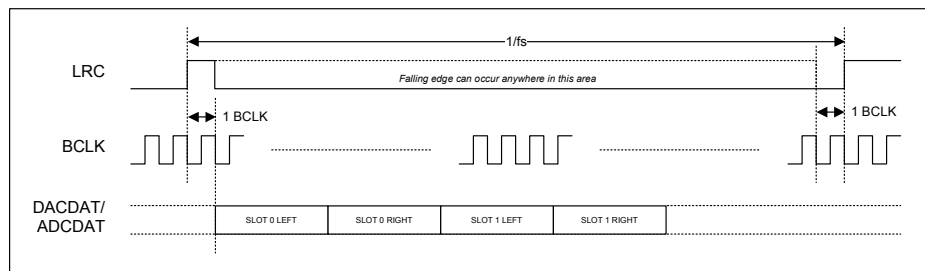 1/fs
LRC
Falling edge can occur anywhere in this area
1 BCLK
1 BCLK
BCLK
DACDAT/
ADCDAT
SLOT 0 LEFT
SLOT 0 RIGHT
SLOT 1 LEFT
SLOT 1 RIGHT